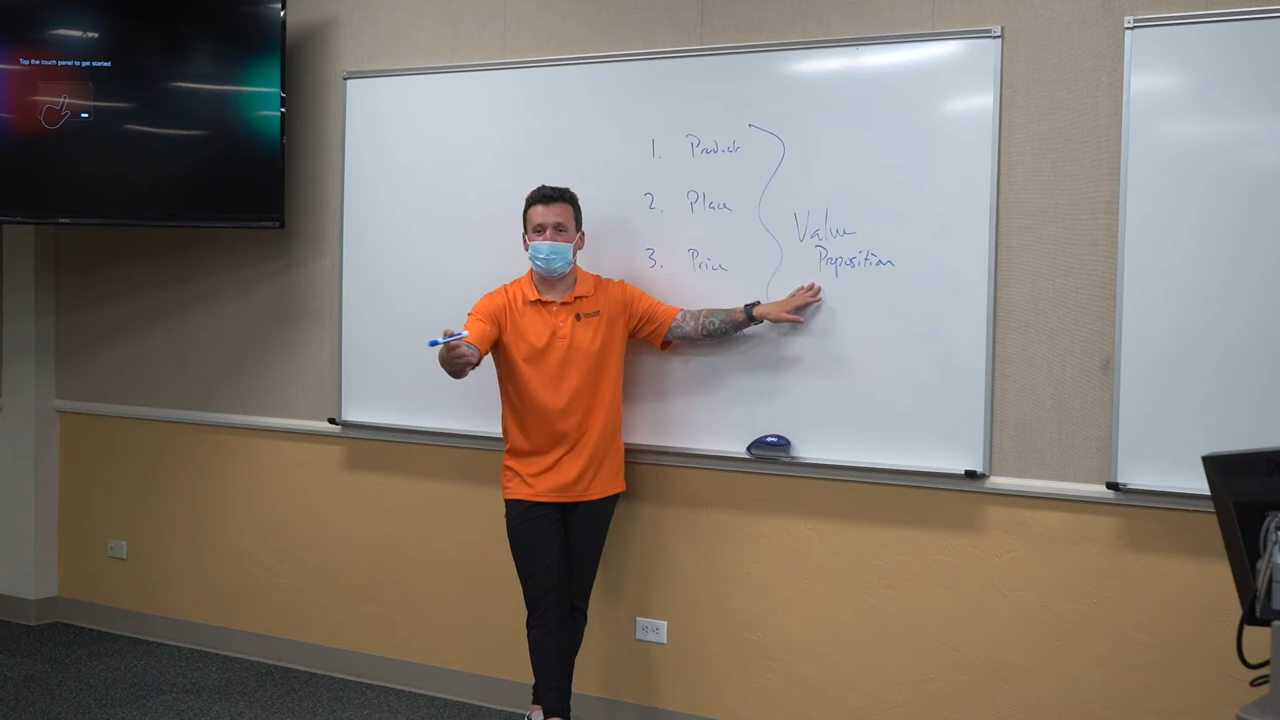 Tap the touch panel to get started
1. Product
2. Place
3. Price
Value
Proposition